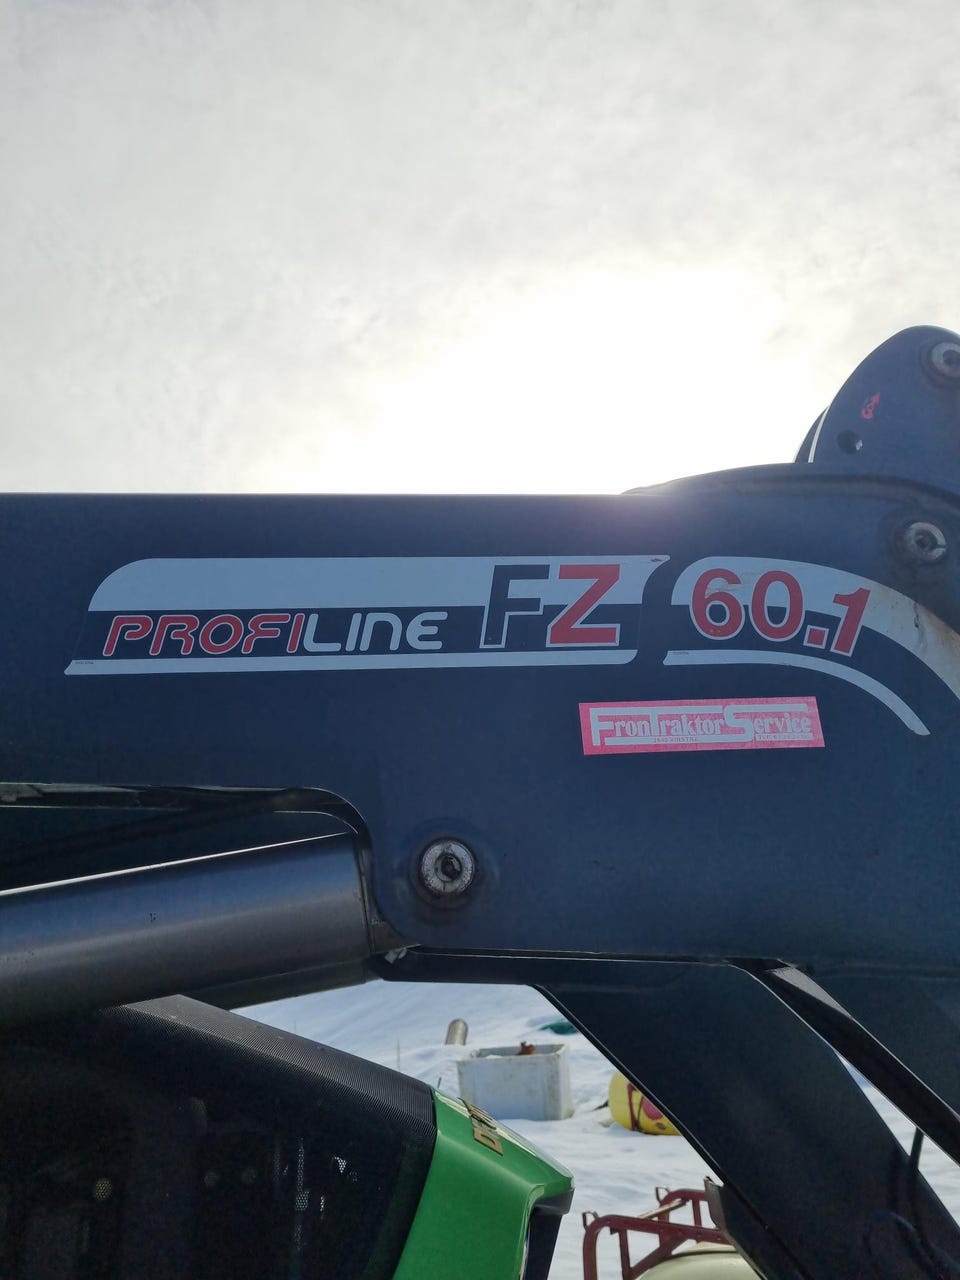 PROFILINE FZ 60.1
FronTraktorService